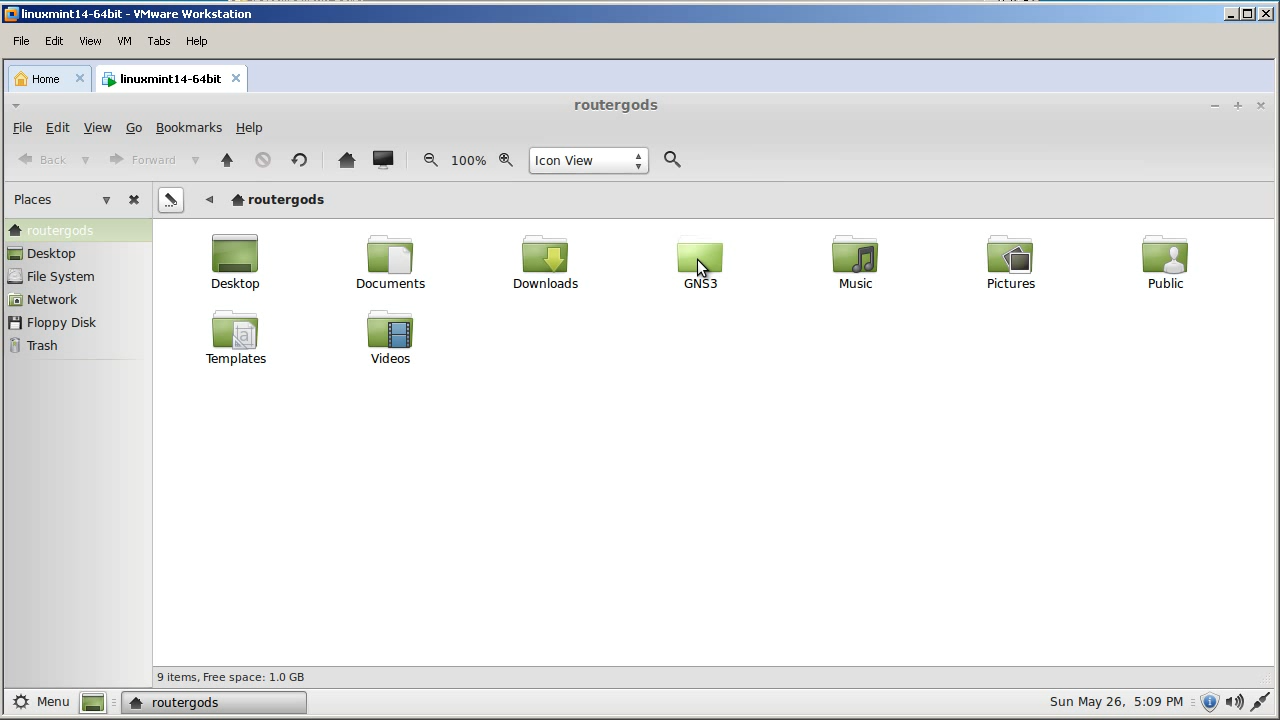 linuxmint14-64bit - VMware Workstation
File Edit View VM Tabs Help
Home linuxmint14-64bit
routergods
File Edit View Go Bookmarks Help
Back Forward 100% Icon View
Places routergods
routergods
Desktop
File System
Network
Floppy Disk
Trash
Desktop Documents Downloads GNS3 Music Pictures Public
Templates Videos
9 items, Free space: 1.0 GB
Menu routergods Sun May 26, 5:09 PM